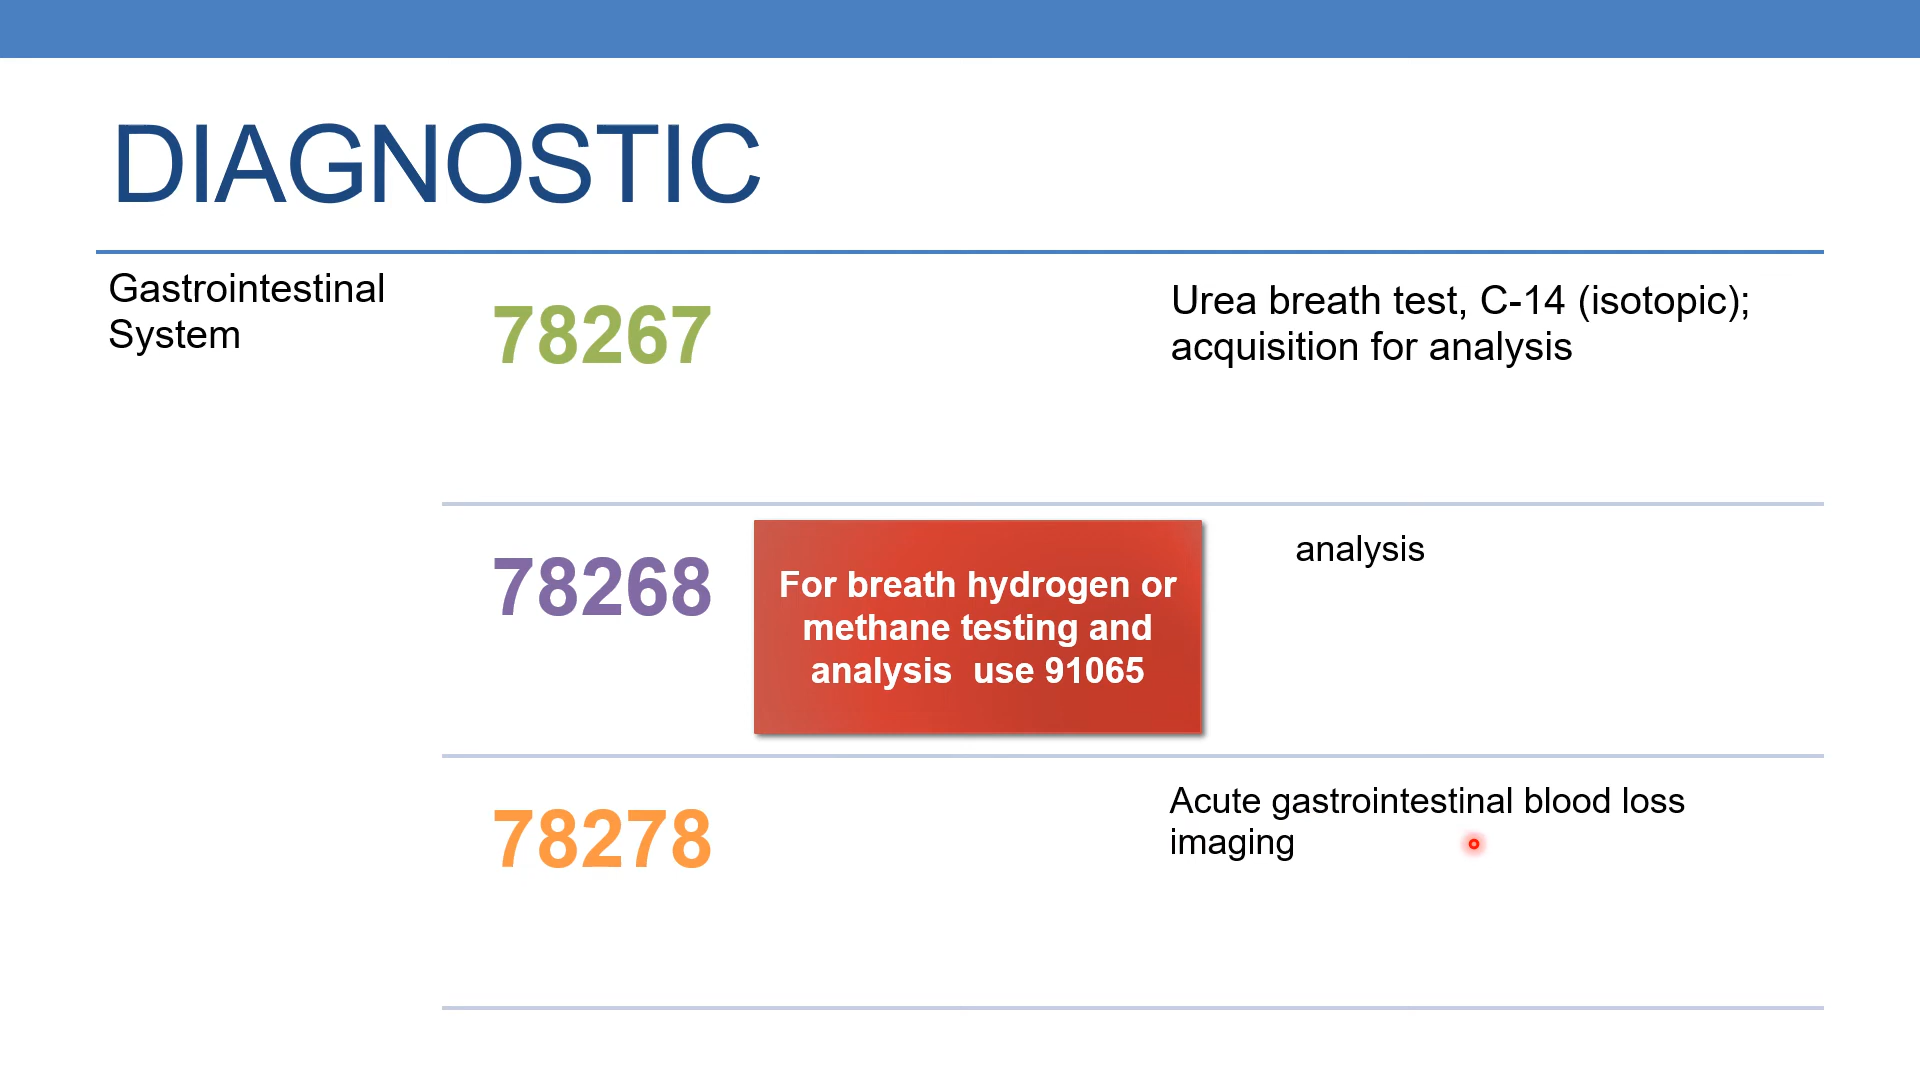 DIAGNOSTIC
Gastrointestinal
System
78267
Urea breath test, C-14 (isotopic);
acquisition for analysis
78268
For breath hydrogen or
methane testing and
analysis  use 91065
analysis
78278
Acute gastrointestinal blood loss
imaging